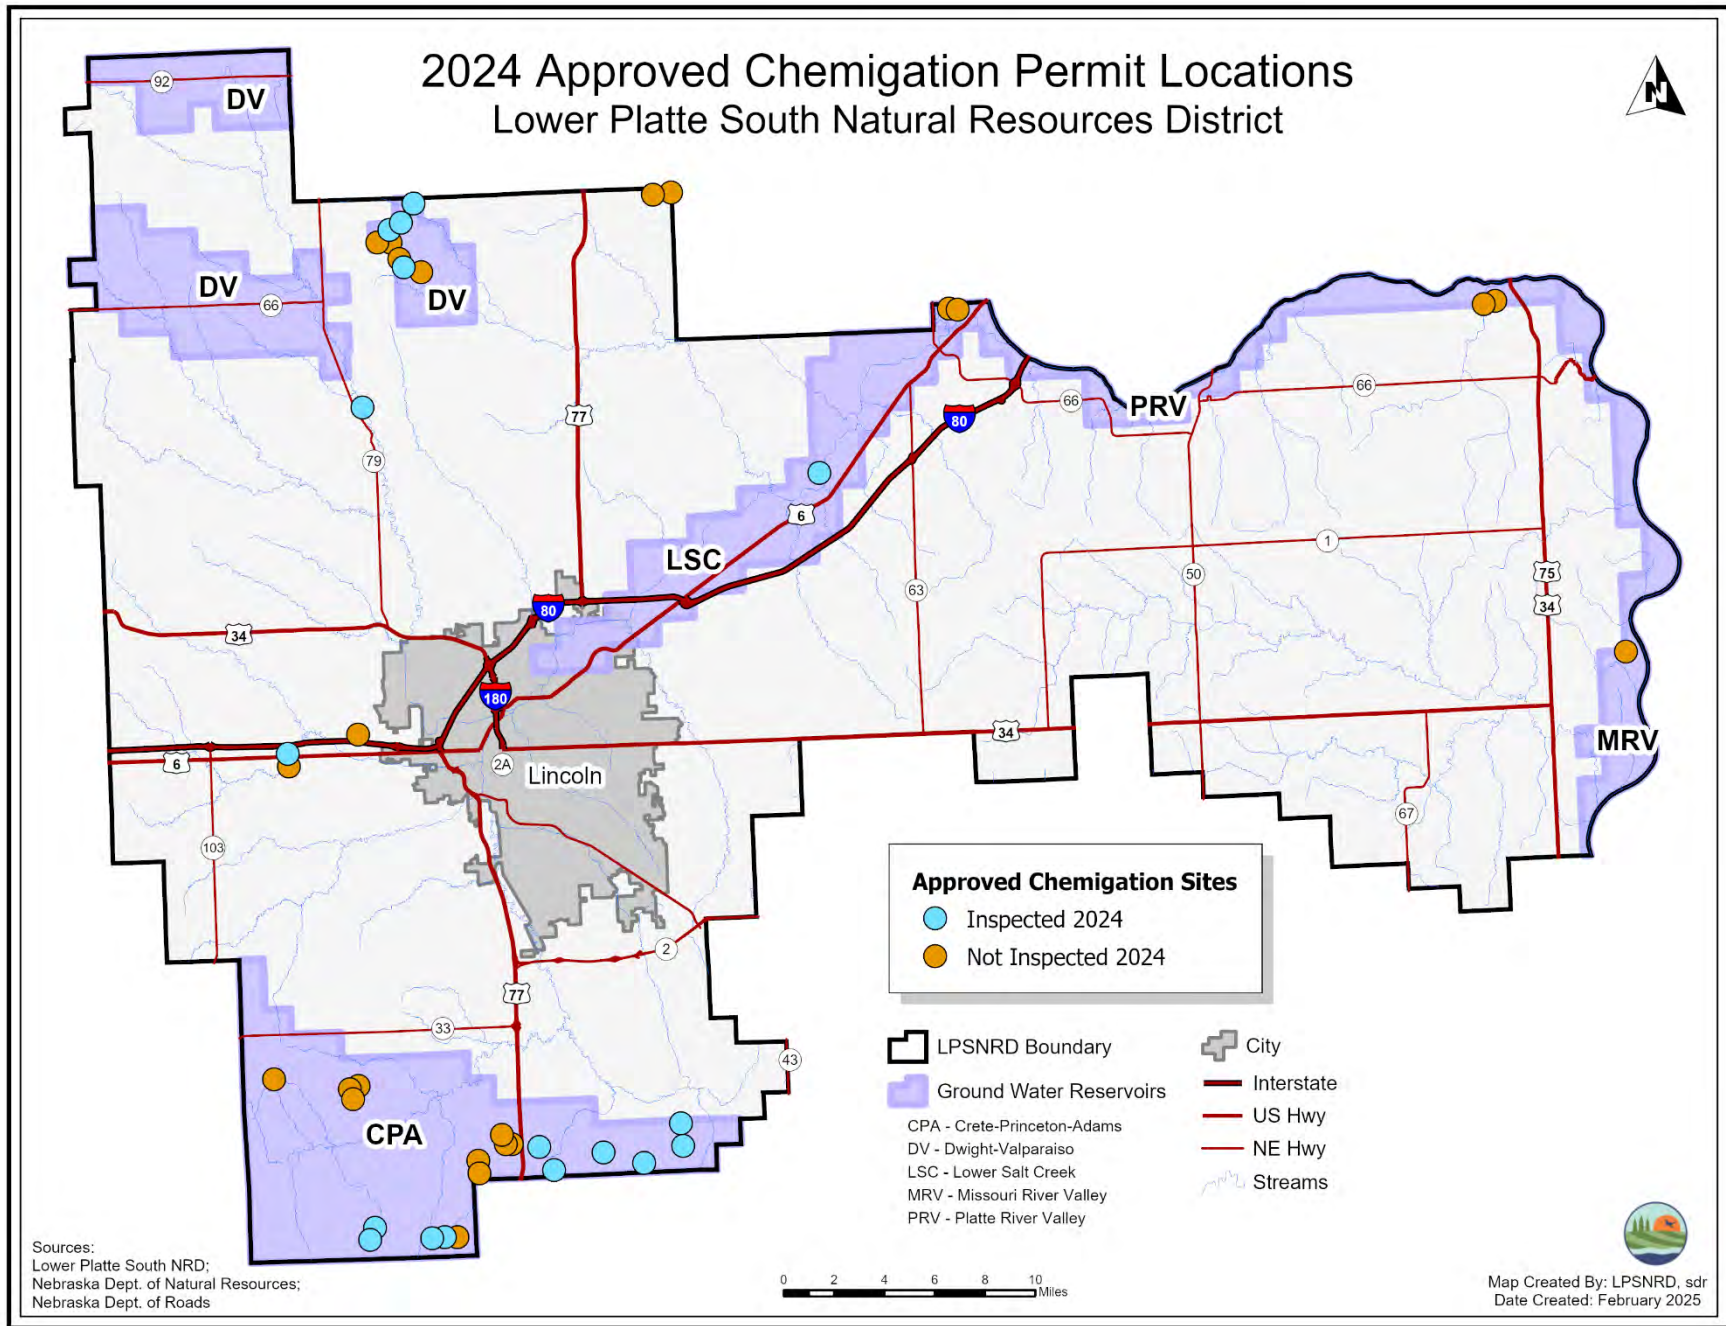 2024 Approved Chemigation Permit Locations
Lower Platte South Natural Resources District
N
92
DV
DV
66
DV
77
79
66
PRV
66
80
6
LSC
63
50
1
75
34
80
34
180
6
2A
Lincoln
34
MRV
67
103
2
77
33
43
CPA
Approved Chemigation Sites
Inspected 2024
Not Inspected 2024
LPSNRD Boundary
Ground Water Reservoirs
CPA - Crete-Princeton-Adams
DV - Dwight-Valparaiso
LSC - Lower Salt Creek
MRV - Missouri River Valley
PRV - Platte River Valley
City
Interstate
US Hwy
NE Hwy
Streams
0 2 4 6 8 10
Miles
Sources:
Lower Platte South NRD;
Nebraska Dept. of Natural Resources;
Nebraska Dept. of Roads
Map Created By: LPSNRD, sdr
Date Created: February 2025